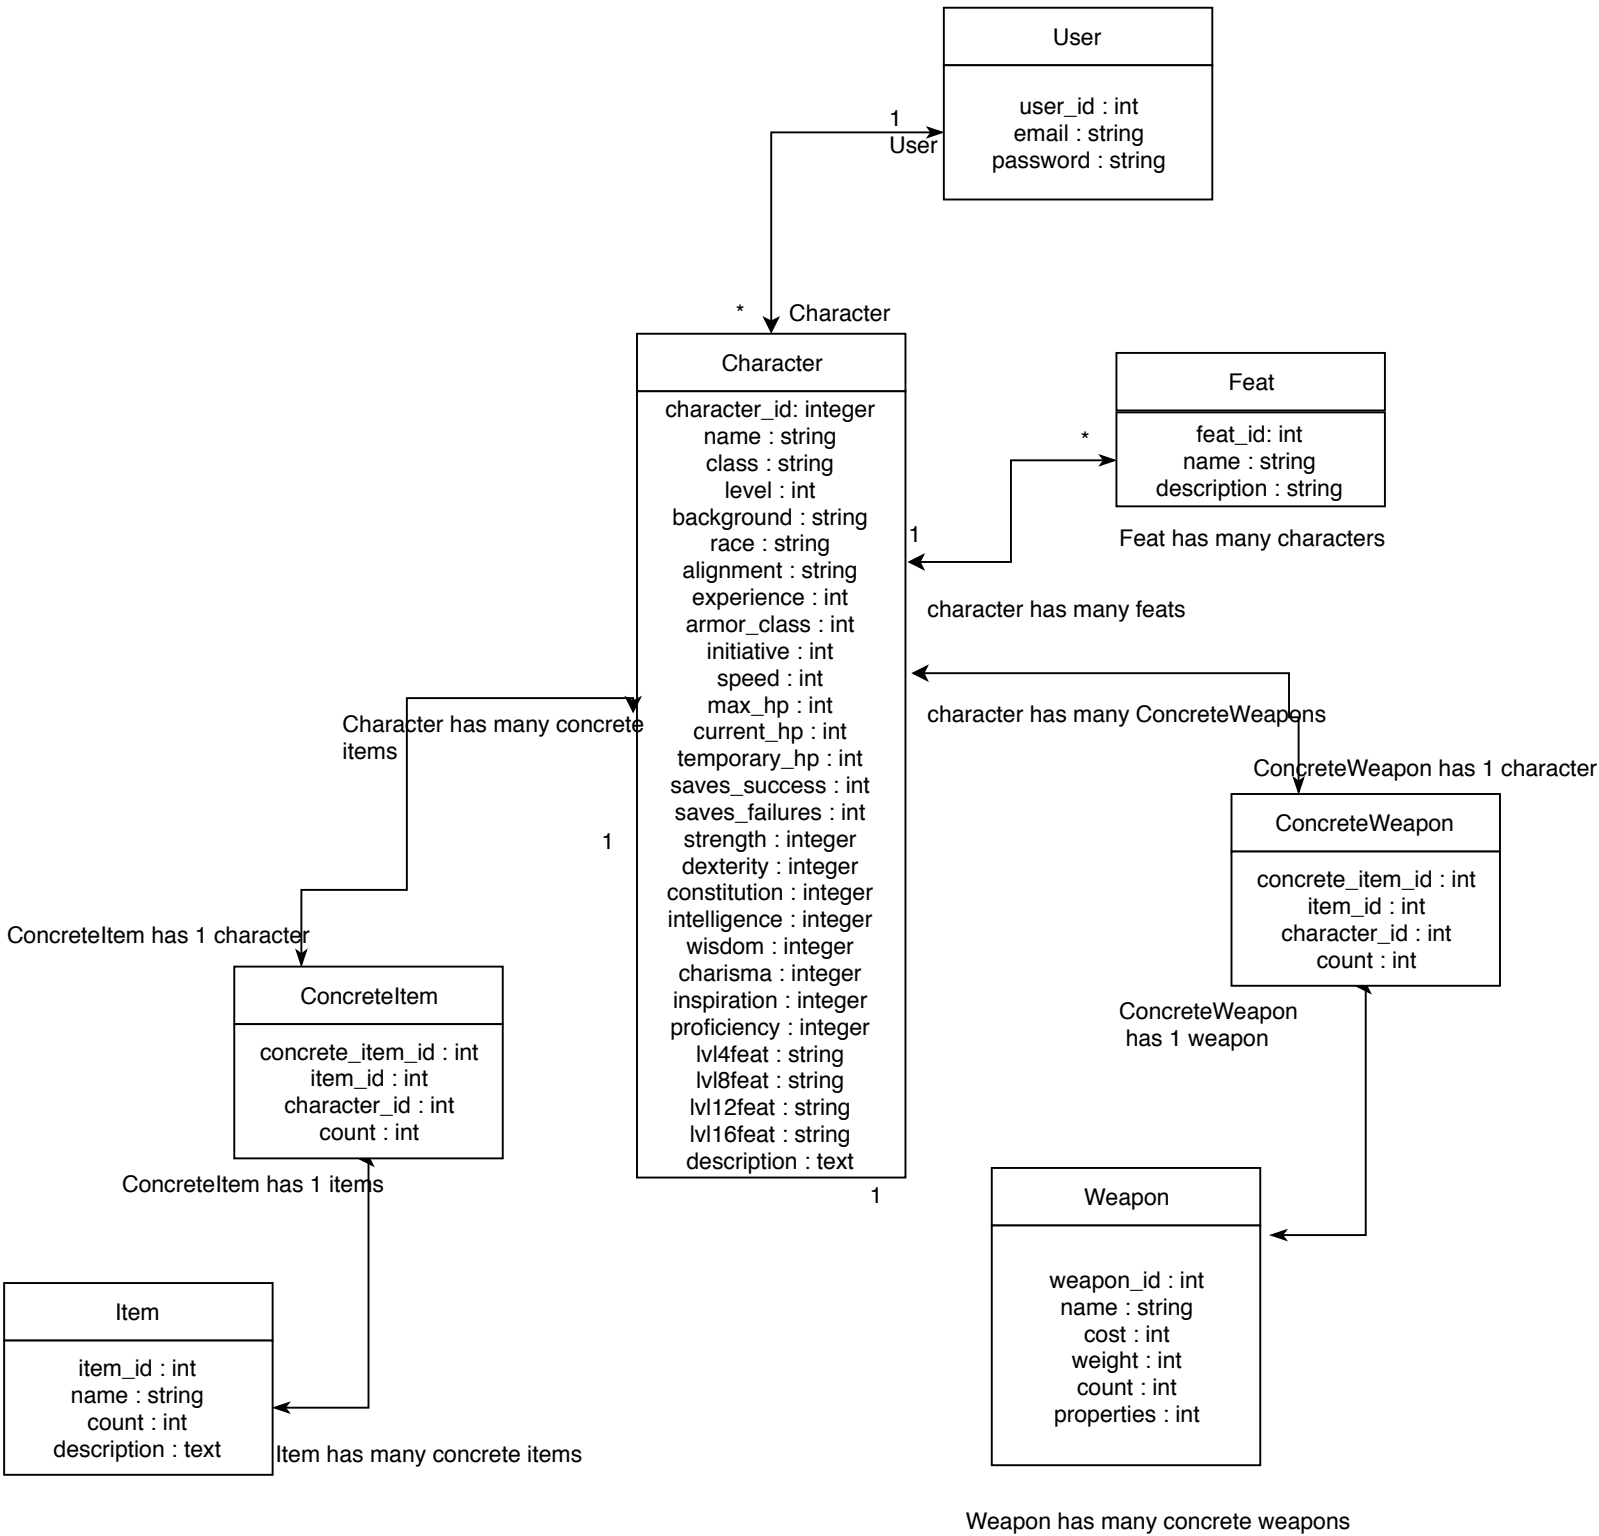 User
user_id : int
email : string
password : string
1
User
* Character
Character
character_id: integer
name : string
class : string
level : int
background : string
race : string
alignment : string
experience : int
armor_class : int
initiative : int
speed : int
max_hp : int
current_hp : int
temporary_hp : int
saves_success : int
saves_failures : int
strength : integer
dexterity : integer
constitution : integer
intelligence : integer
wisdom : integer
charisma : integer
inspiration : integer
proficiency : integer
lvl4feat : string
lvl8feat : string
lvl12feat : string
lvl16feat : string
description : text
1
Feat
feat_id: int
name : string
description : string
*
Feat has many characters
1
character has many feats
character has many ConcreteWeapons
ConcreteWeapon has 1 character
ConcreteWeapon
concrete_item_id : int
item_id : int
character_id : int
count : int
ConcreteWeapon
has 1 weapon
Weapon
weapon_id : int
name : string
cost : int
weight : int
count : int
properties : int
Weapon has many concrete weapons
Character has many concrete
items
1
ConcreteItem has 1 character
ConcreteItem
concrete_item_id : int
item_id : int
character_id : int
count : int
ConcreteItem has 1 items
Item
item_id : int
name : string
count : int
description : text
Item has many concrete items